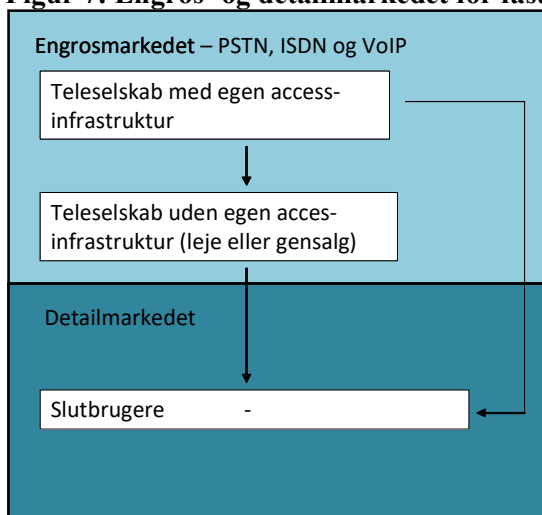 Figur 7: Engros- og detailmarkedet for fast
Engrosmarkedet – PSTN, ISDN og VoIP
Teleselskab med egen access-
infrastruktur
Teleselskab uden egen acces-
infrastruktur (leje eller gensalg)
Detailmarkedet
Slutbrugere -